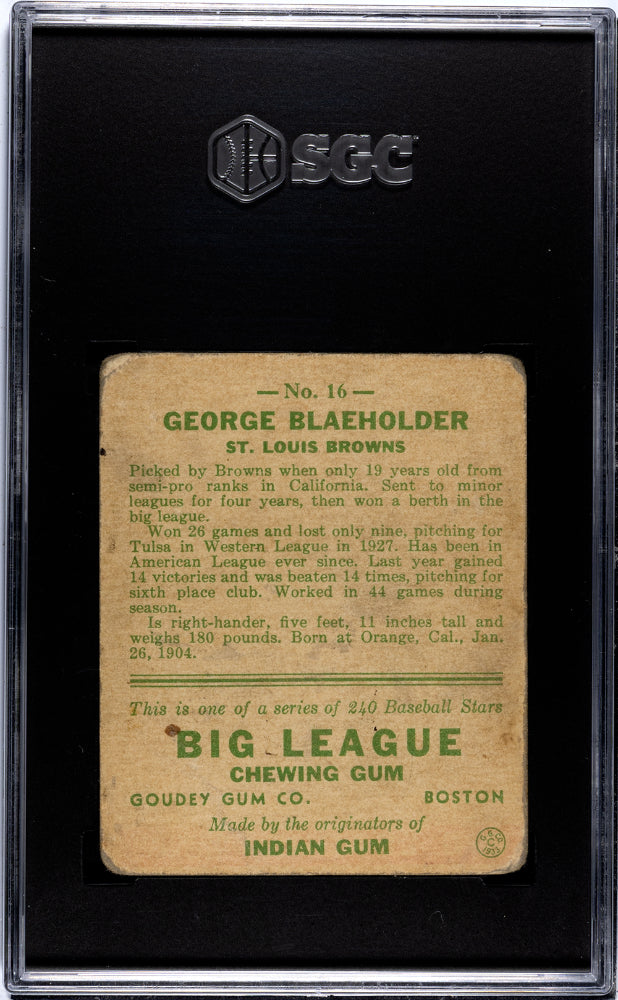 SGC
— No. 16 —
GEORGE BLAEHOLDER
ST. LOUIS BROWNS
Picked by Browns when only 19 years old from
semi-pro ranks in California. Sent to minor
leagues for four years, then won a berth in the
big league.
Won 26 games and lost only nine, pitching for
Tulsa in Western League in 1927. Has been in
American League ever since. Last year gained
14 victories and was beaten 14 times, pitching for
sixth place club. Worked in 44 games during
season.
Is right-hander, five feet, 11 inches tall and
weighs 180 pounds. Born at Orange, Cal., Jan.
26, 1904.
This is one of a series of 240 Baseball Stars
BIG LEAGUE
CHEWING GUM
GOUDEY GUM CO. BOSTON
Made by the originators of
INDIAN GUM
G.G.CO.
C
1933